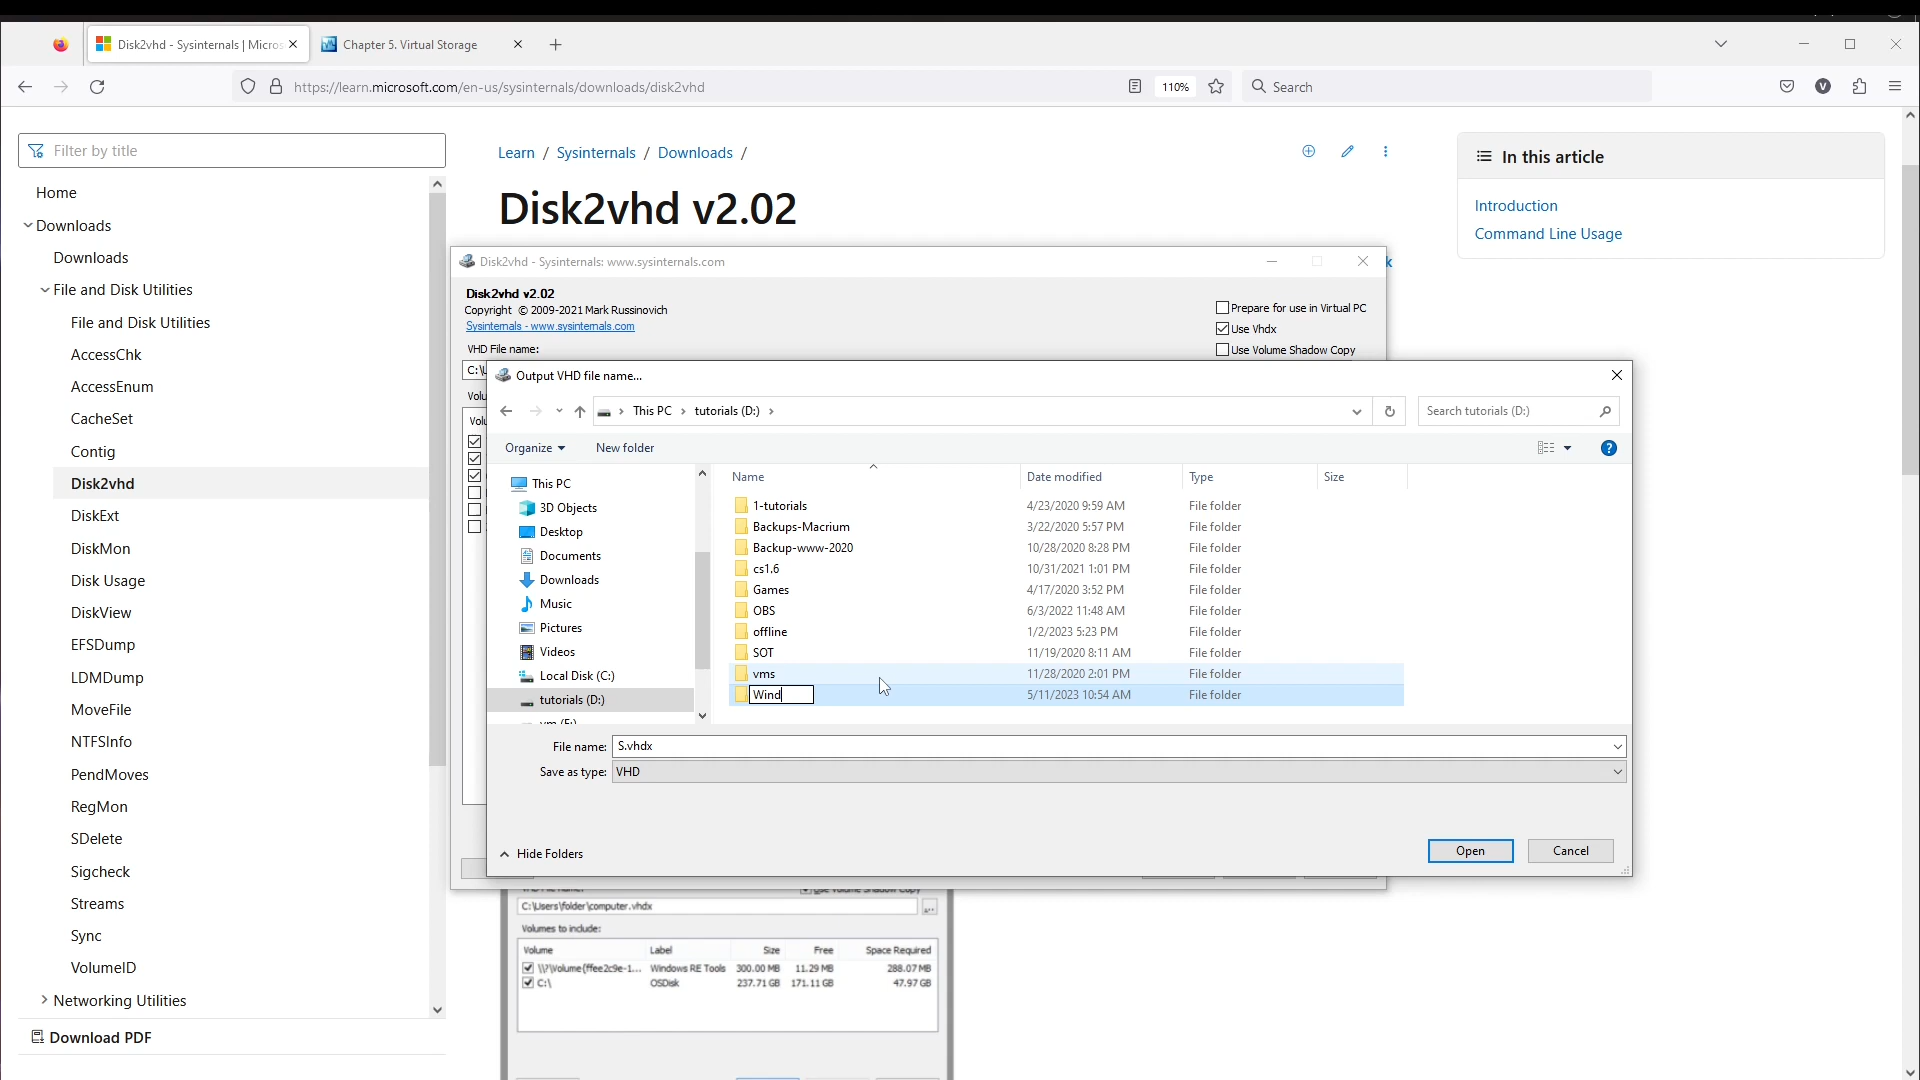 Disk2vhd - Sysinternals | Micros
Chapter 5. Virtual Storage
https://learn.microsoft.com/en-us/sysinternals/downloads/disk2vhd
110%
Search
V
Filter by title
Home
Downloads
Downloads
File and Disk Utilities
File and Disk Utilities
AccessChk
AccessEnum
CacheSet
Contig
Disk2vhd
DiskExt
DiskMon
Disk Usage
DiskView
EFSDump
LDMDump
MoveFile
NTFSInfo
PendMoves
RegMon
SDelete
Sigcheck
Streams
Sync
VolumeID
Networking Utilities
Download PDF
Learn / Sysinternals / Downloads /
Disk2vhd v2.02
In this article
Introduction
Command Line Usage
k
Disk2vhd - Sysinternals: www.sysinternals.com
Disk2vhd v2.02
Copyright © 2009-2021 Mark Russinovich
Sysinternals - www.sysinternals.com
Prepare for use in Virtual PC
Use Vhdx
Use Volume Shadow Copy
VHD File name:
C:\U
Volu
Volu
Output VHD file name...
This PC > tutorials (D:) >
Search tutorials (D:)
Organize
New folder
This PC
3D Objects
Desktop
Documents
Downloads
Music
Pictures
Videos
Local Disk (C:)
tutorials (D:)
vm (E:)
Name Date modified Type Size
1-tutorials 4/23/2020 9:59 AM File folder
Backups-Macrium 3/22/2020 5:57 PM File folder
Backup-www-2020 10/28/2020 8:28 PM File folder
cs1.6 10/31/2021 1:01 PM File folder
Games 4/17/2020 3:52 PM File folder
OBS 6/3/2022 11:48 AM File folder
offline 1/2/2023 5:23 PM File folder
SOT 11/19/2020 8:11 AM File folder
vms 11/28/2020 2:01 PM File folder
Wind 5/11/2023 10:54 AM File folder
File name: S.vhdx
Save as type: VHD
Hide Folders
Open
Cancel
Use Volume Shadow Copy
C:\Users\folder\computer.vhdx
Volumes to include:
Volume Label Size Free Space Required
\\?\Volume{ffee2c9e-1... Windows RE Tools 300.00 MB 11.29 MB 288.07 MB
C:\ OSDisk 237.71 GB 171.11 GB 47.97 GB